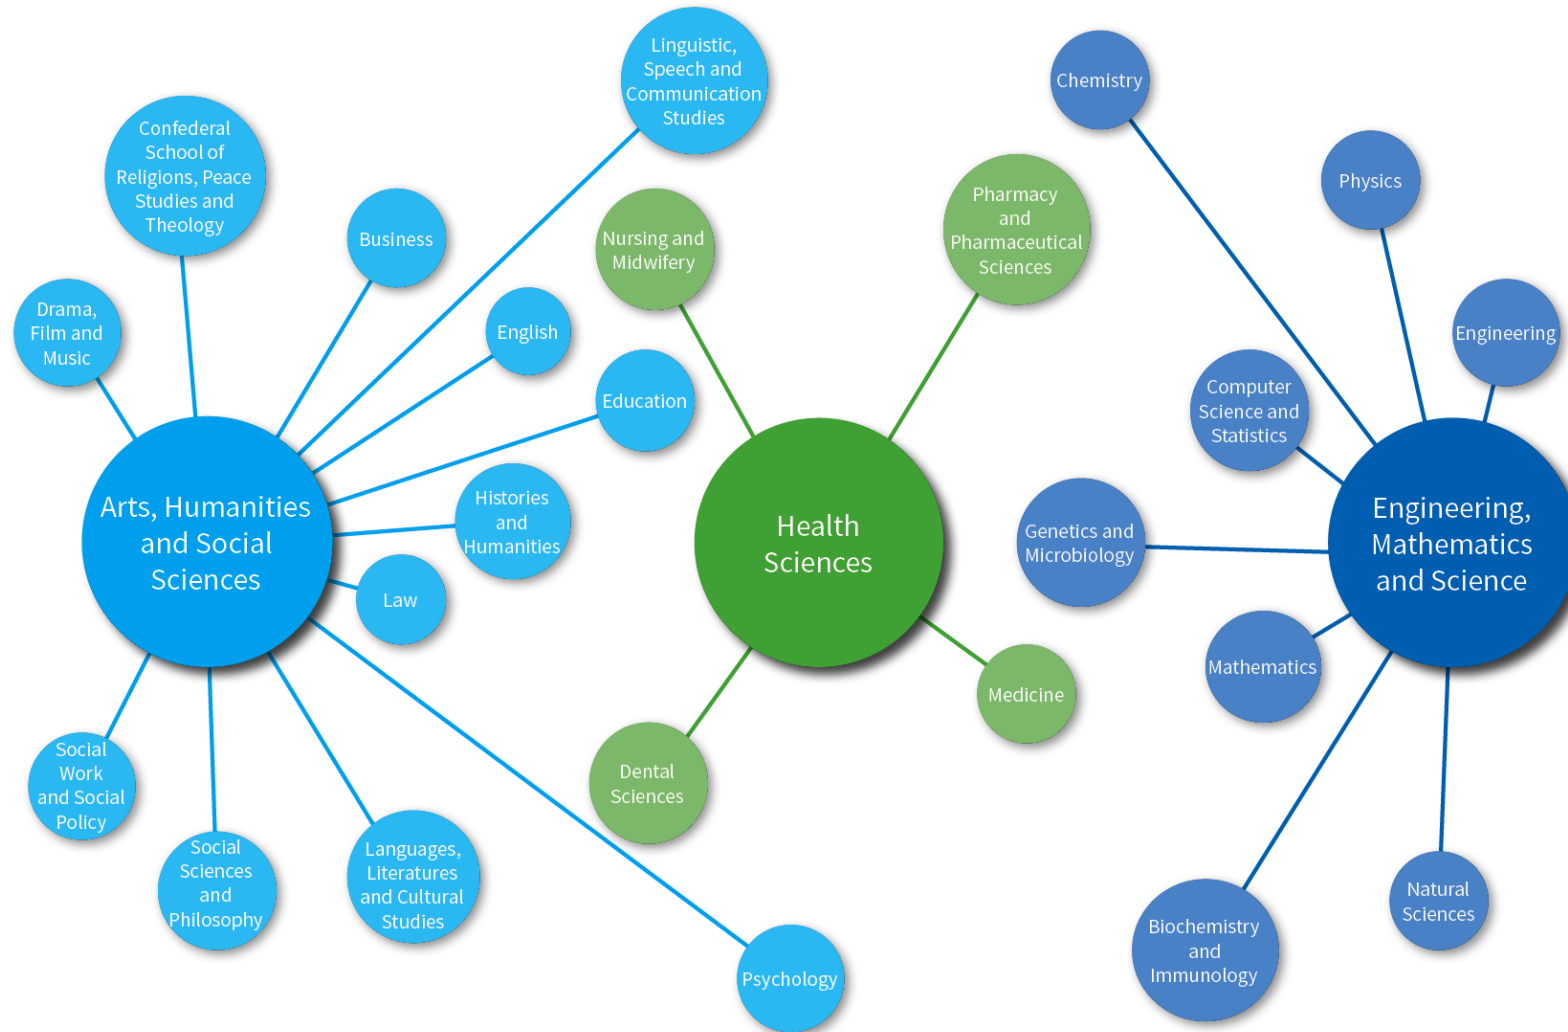 Linguistic,
Speech and
Communication
Studies
Chemistry
Confederal
School of
Religions, Peace
Studies and
Theology
Physics
Pharmacy
and
Pharmaceutical
Sciences
Business
Nursing and
Midwifery
Drama,
Film and
Music
English
Engineering
Education
Computer
Science and
Statistics
Histories
and
Humanities
Arts, Humanities
and Social
Sciences
Health
Sciences
Engineering,
Mathematics
and Science
Genetics and
Microbiology
Law
Mathematics
Medicine
Social
Work
and Social
Policy
Dental
Sciences
Social
Sciences
and
Philosophy
Languages,
Literatures
and Cultural
Studies
Natural
Sciences
Biochemistry
and
Immunology
Psychology